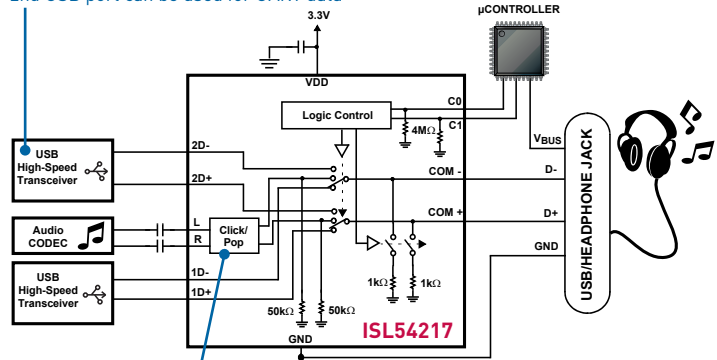 2nd USB port can be used for UART data
3.3V
µCONTROLLER
VDD
Logic Control
C0
C1
4MΩ
USB
High-Speed
Transceiver
2D-
2D+
VBUS
COM -
D-
COM +
D+
Audio
CODEC
L
R
Click/
Pop
GND
USB/HEADPHONE JACK
USB
High-Speed
Transceiver
1D-
1D+
50kΩ
50kΩ
1kΩ
1kΩ
ISL54217
GND